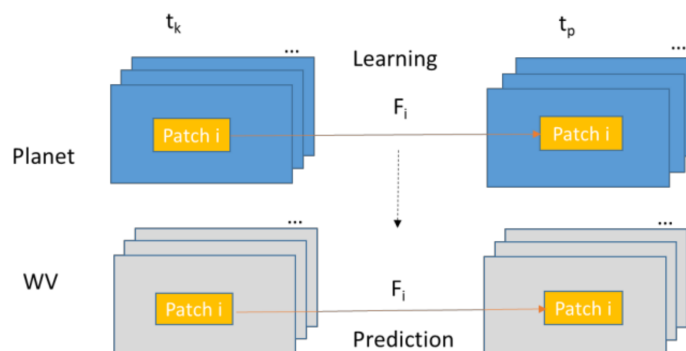 t_k
t_p
...
...
Learning
F_i
Patch i
Patch i
Planet
...
...
WV
F_i
Patch i
Patch i
Prediction